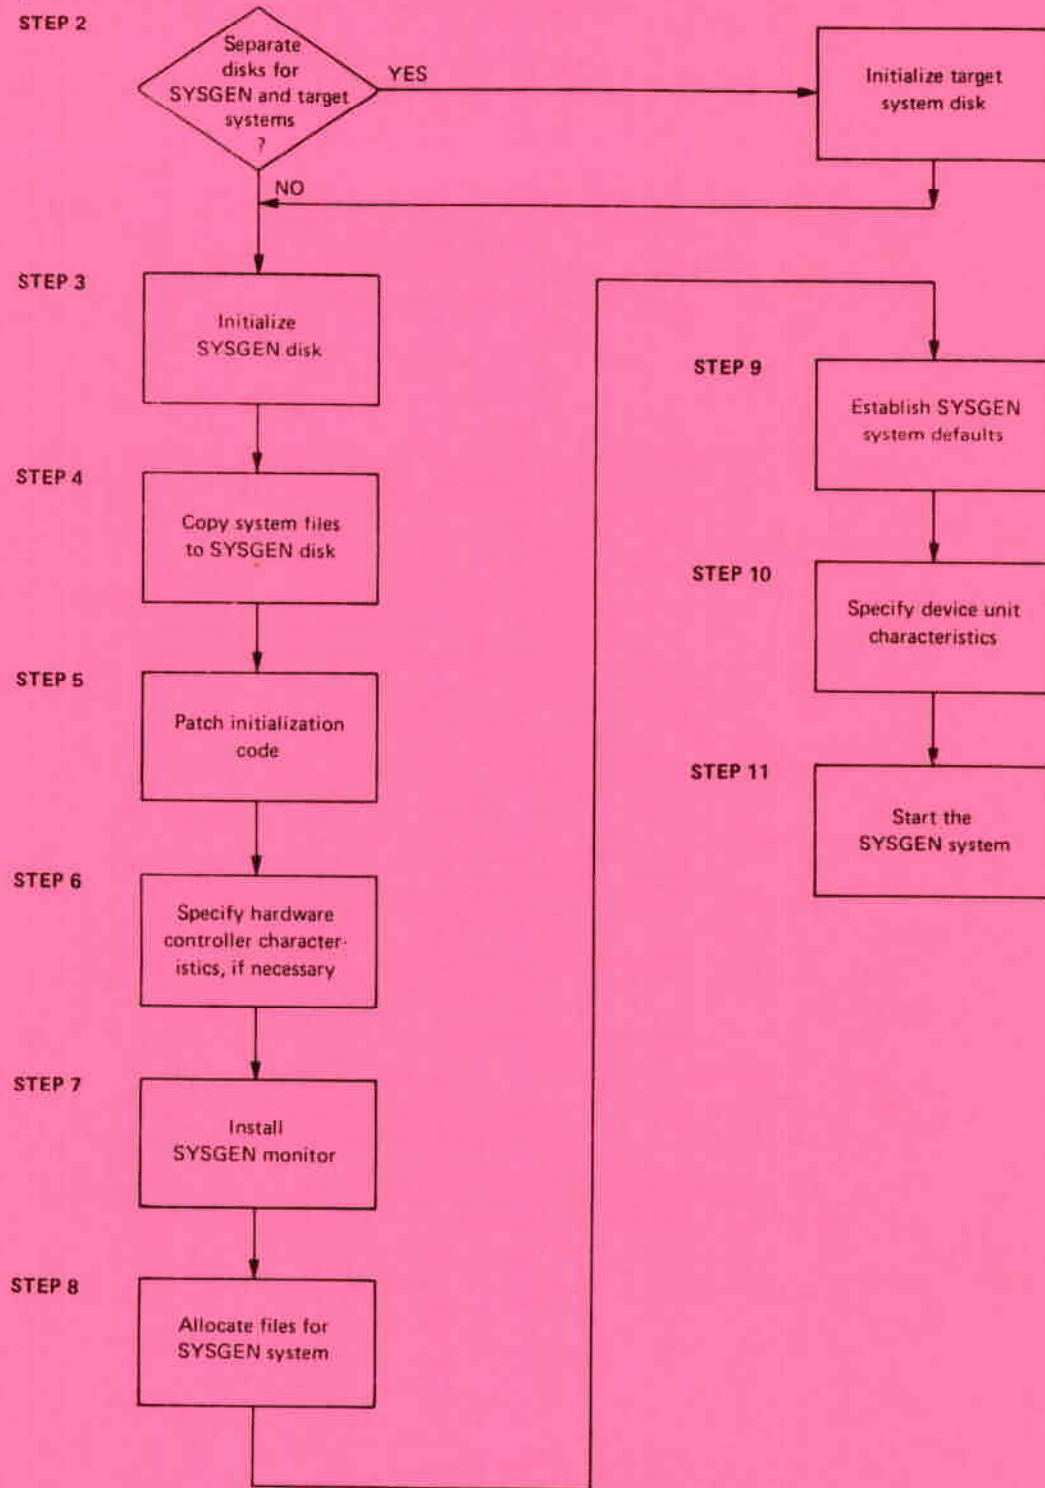 STEP 2
Separate
disks for
SYSGEN and target
systems
?
YES
Initialize target
system disk
NO
STEP 3
Initialize
SYSGEN disk
STEP 4
Copy system files
to SYSGEN disk
STEP 5
Patch initialization
code
STEP 6
Specify hardware
controller character-
istics, if necessary
STEP 7
Install
SYSGEN monitor
STEP 8
Allocate files for
SYSGEN system
STEP 9
Establish SYSGEN
system defaults
STEP 10
Specify device unit
characteristics
STEP 11
Start the
SYSGEN system